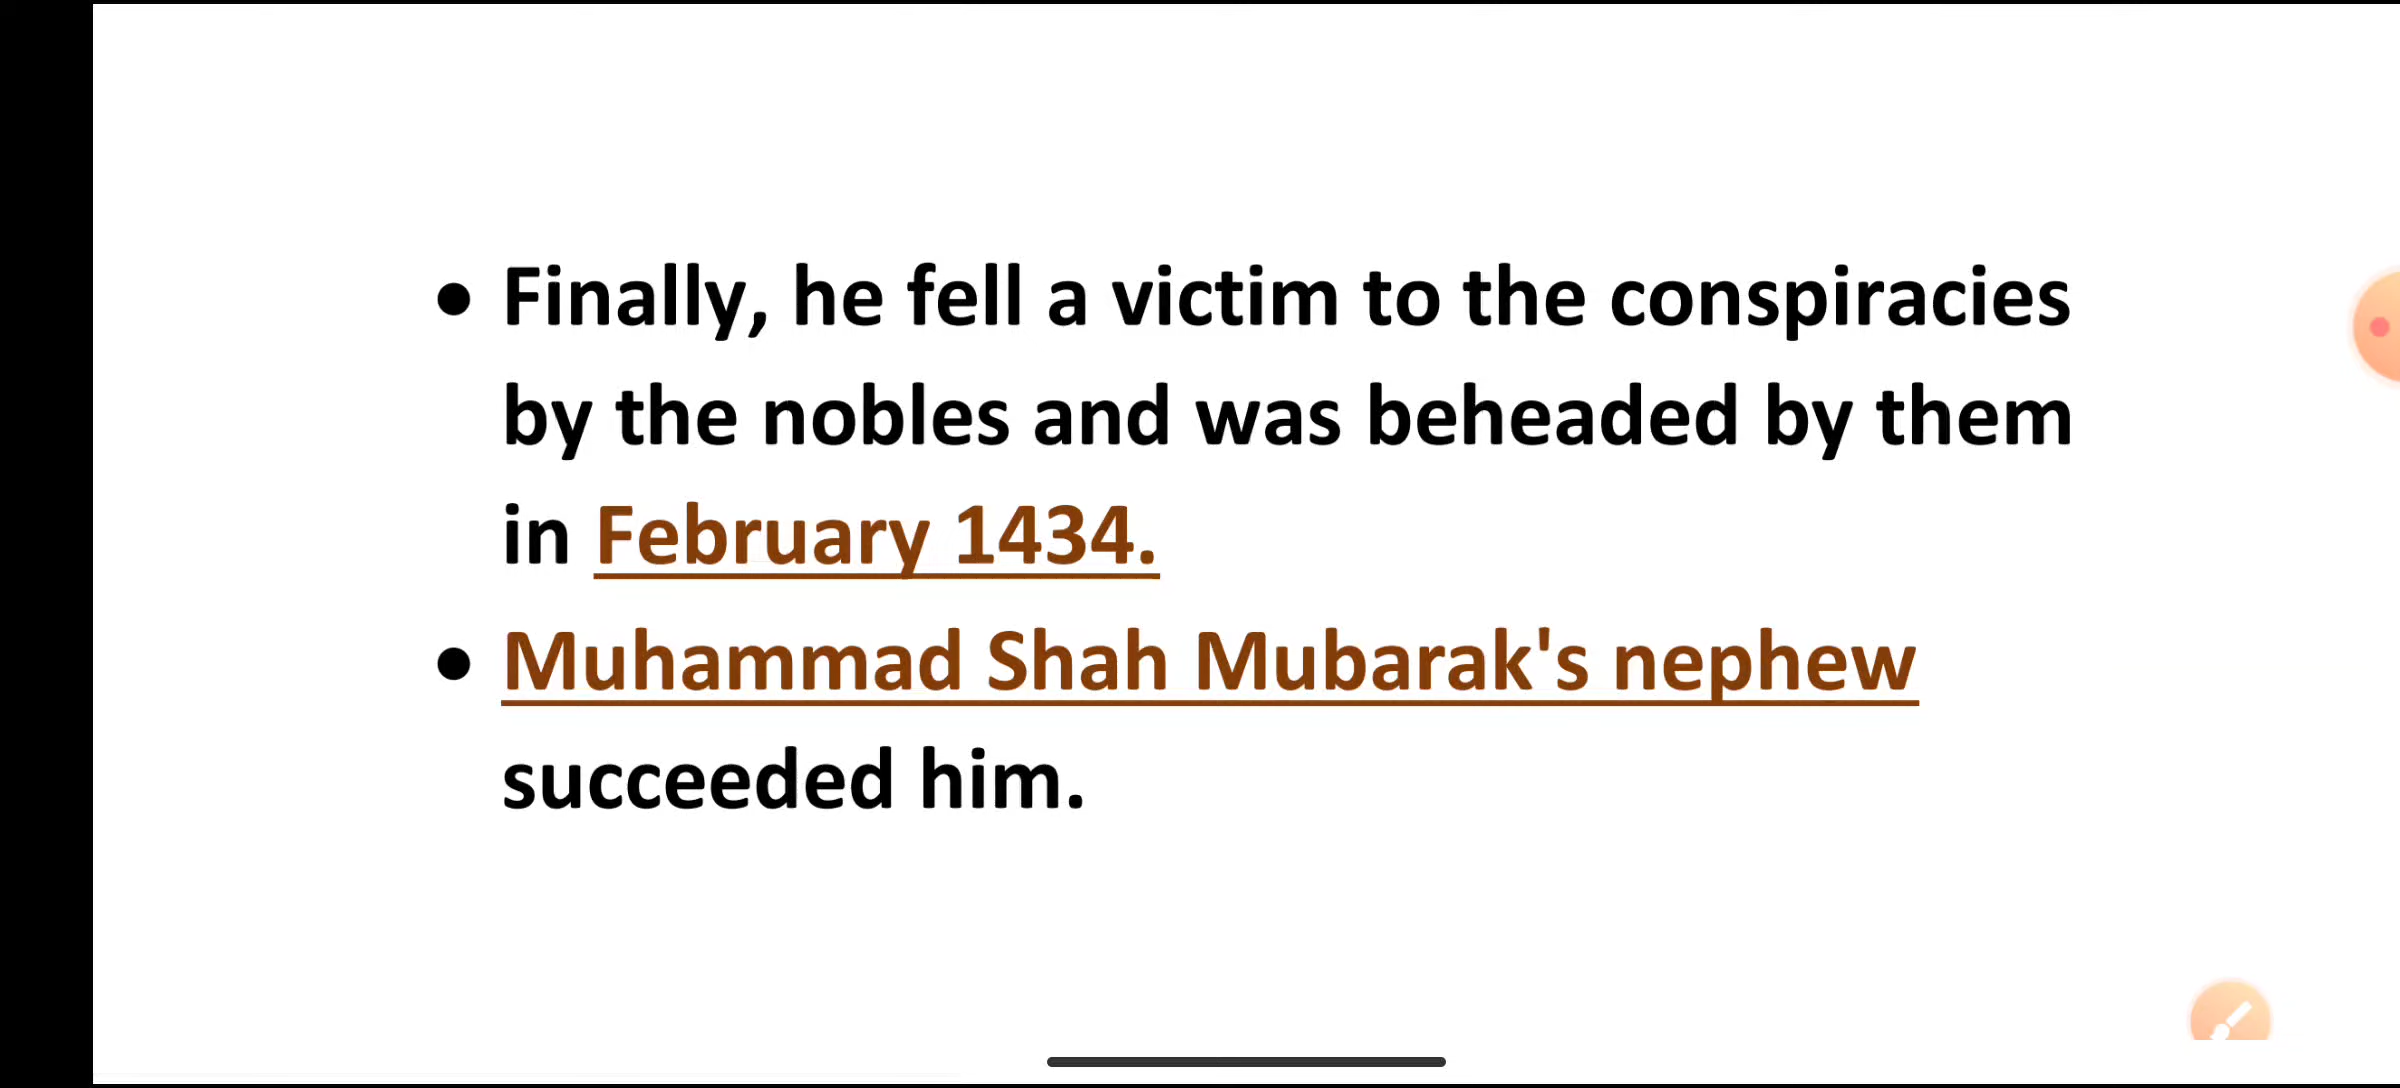 • Finally, he fell a victim to the conspiracies
by the nobles and was beheaded by them
in February 1434.
• Muhammad Shah Mubarak's nephew
succeeded him.